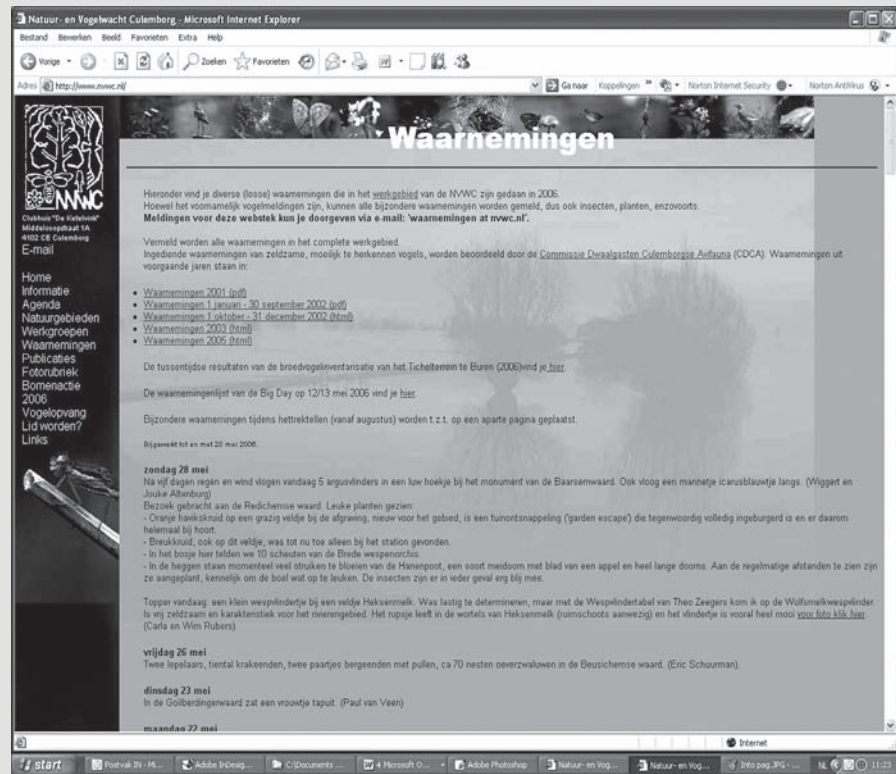 Natuur- en Vogelwacht Culemborg - Microsoft Internet Explorer
Bestand Bewerken Beeld Favorieten Extra Help
Vorige Zoeken Favorieten
Adres http://www.nvwc.nl/ Ga naar Koppelingen Norton Internet Security Norton AntiVirus
Waarnemingen
NVWC
Clubhuis "De Kotelvink"
Middelcoopstraat 1A
4102 CE Culemborg
E-mail
Home
Informatie
Agenda
Natuurgebieden
Werkgroepen
Waarnemingen
Publicaties
Fotorubriek
Bomenactie
2006
Vogelopvang
Lid worden?
Links
Hieronder vind je diverse (losse) waarnemingen die in het werkgebied van de NVWC zijn gedaan in 2006.
Hoewel het voornamelijk vogelmeldingen zijn, kunnen alle bijzondere waarnemingen worden gemeld, dus ook insecten, planten, enzovoorts.
Meldingen voor deze webstek kun je doorgeven via e-mail: 'waarnemingen at nvwc.nl'.
Vermeld worden alle waarnemingen in het complete werkgebied.
Ingediende waarnemingen van zeldzame, moeilijk te herkennen vogels, worden beoordeeld door de Commissie Dwaalgasten Culemborgse Avifauna (CDCA). Waarnemingen uit
voorgaande jaren staan in:
• Waarnemingen 2001 (pdf)
• Waarnemingen 1 januari - 30 september 2002 (pdf)
• Waarnemingen 1 oktober - 31 december 2002 (html)
• Waarnemingen 2003 (html)
• Waarnemingen 2005 (html)
De tussentijdse resultaten van de broedvogelinventarisatie van het Tichelterrein te Buren (2006)vind je hier.
De waarnemingenlijst van de Big Day op 12/13 mei 2006 vind je hier.
Bijzondere waarnemingen tijdens hettrektellen (vanaf augustus) worden t.z.t. op een aparte pagina geplaatst.
Bijgewerkt tot en met 28 mei 2006.
zondag 28 mei
Na vijf dagen regen en wind vlogen vandaag 5 argusvlinders in een luw hoekje bij het monument van de Baarsemwaard. Ook vloog een mannetje icarusblauwtje langs. (Wiggert en
Jouke Altenburg)
Bezoek gebracht aan de Redichemse waard. Leuke planten gezien:
- Oranje havikskruid op een grazig veldje bij de afgraving, nieuw voor het gebied, is een tuinontsnappeling ('garden escape') die tegenwoordig volledig ingeburgerd is en er daarom
helemaal bij hoort.
- Breukkruid, ook op dit veldje, was tot nu toe alleen bij het station gevonden.
- In het bosje hier telden we 10 scheuten van de Brede wespenorchis.
- In de heggen staan momenteel veel struiken te bloeien van de Hanenpoot, een soort meidoorn met blad van een appel en heel lange doorns. Aan de regelmatige afstanden te zien zijn
ze aangeplant, kennelijk om de boel wat op te leuken. De insecten zijn er in ieder geval erg blij mee.
Topper vandaag: een klein wespvlindertje bij een veldje Heksenmelk. Was lastig te determineren, maar met de Wespvlindertabel van Theo Zeegers kom ik op de Wolfsmelkwespvlinder.
Is vrij zeldzaam en karakteristiek voor het rivierengebied. Het rupsje leeft in de wortels van Heksenmelk (ruimschoots aanwezig) en het vlindertje is vooral heel mooi voor foto klik hier.
(Carla en Wim Rubers)
vrijdag 26 mei
Twee lepelaars, tiental krakeenden, twee paartjes bergeenden met pullen, ca 70 nesten oeverzwaluwen in de Beusichemse waard. (Eric Schuurman).
dinsdag 23 mei
In de Goilberdingerwaard zat een vrouwtje tapuit. (Paul van Veen)
maandag 22 mei
Internet
start Postvak IN - Mi... Adobe InDesig... C:\Documents ... 4 Microsoft O... Adobe Photoshop Natuur- en Vog... Natuur- en Vog... Into pag.JPG - ... NL